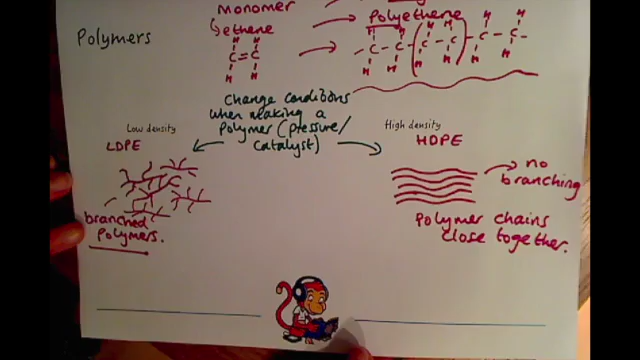 monomer
ethene
Polyethene
Polymers
H H
C=C
H H
H H H H H H
C C C C C C
H H H H H H
Change conditions
when making a
polymer (pressure/
catalyst)
Low density
LDPE
High density
HDPE
no
branching
branched
polymers.
Polymer chains
close together.